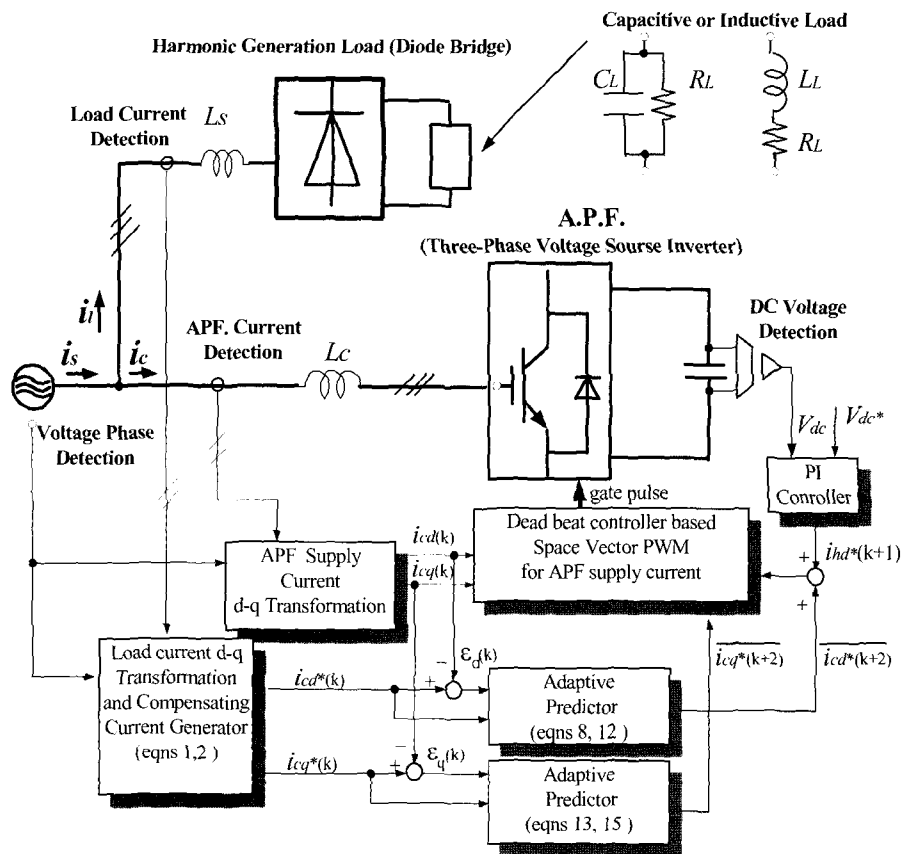 Capacitive or Inductive Load
Harmonic Generation Load (Diode Bridge)
CL
RL
LL
RL
Load Current
Detection
Ls
A.P.F.
(Three-Phase Voltage Sourse Inverter)
il
APF. Current
Detection
Lc
DC Voltage
Detection
is
ic
Voltage Phase
Detection
Vdc
Vdc*
gate pulse
PI
Conroller
Dead beat controller based
Space Vector PWM
for APF supply current
icd(k)
icq(k)
APF Supply
Current
d-q Transformation
+
ihd*(k+1)
+
icq*(k+2)
icd*(k+2)
Load current d-q
Transformation
and Compensating
Current Generator
(eqns 1,2 )
icd*(k)
−
+
εd(k)
Adaptive
Predictor
(eqns 8, 12 )
icq*(k)
−
+
εq(k)
Adaptive
Predictor
(eqns 13, 15 )